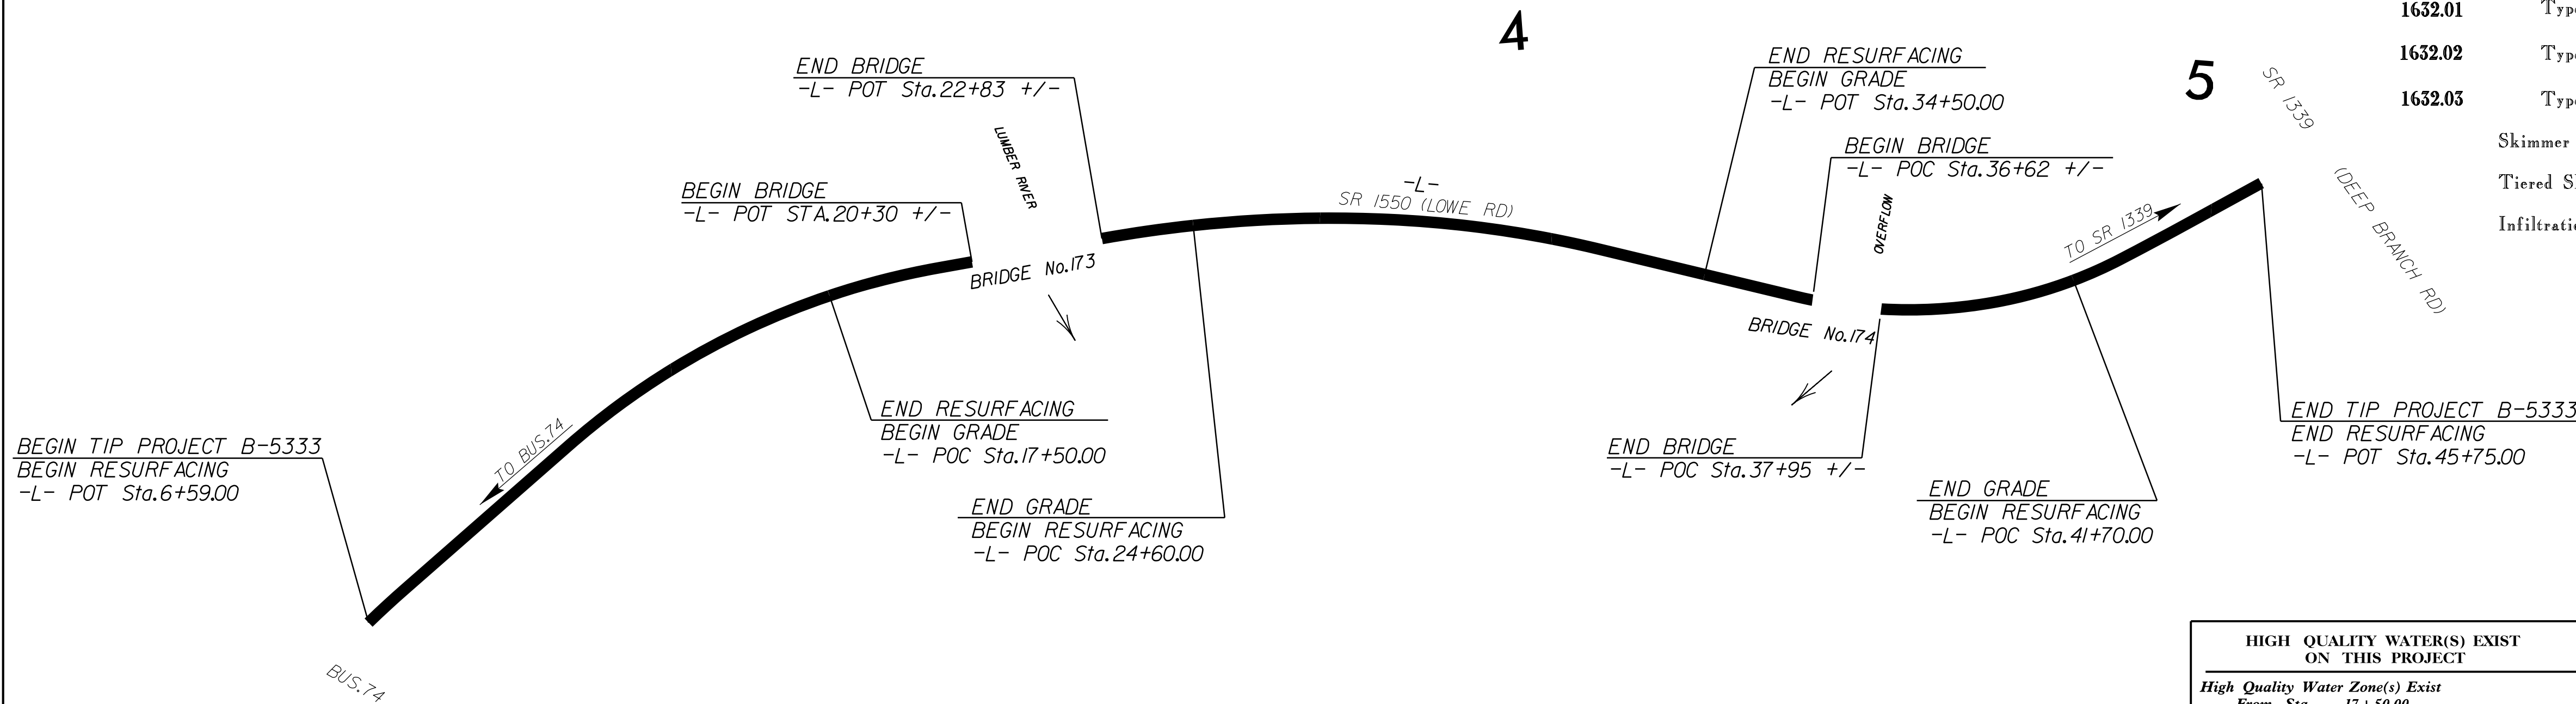 4
5
1632.01
1632.02
1632.03
Skimmer
Tiered
END BRIDGE
-L- POT Sta.22+83 +/-
LUMBER RIVER
BEGIN BRIDGE
-L- POT STA.20+30 +/-
BRIDGE No.173
-L-
SR 1550 (LOWE RD)
END RESURFACING
BEGIN GRADE
-L- POT Sta.34+50.00
BEGIN BRIDGE
-L- POC Sta.36+62 +/-
OVERFLOW
BRIDGE No.174
TO SR 1339
SR 1339
(DEEP BRANCH RD)
TO BUS.74
BEGIN TIP PROJECT B-5333
BEGIN RESURFACING
-L- POT Sta.6+59.00
BUS.74
END RESURFACING
BEGIN GRADE
-L- POC Sta.17+50.00
END GRADE
BEGIN RESURFACING
-L- POC Sta.24+60.00
END BRIDGE
-L- POC Sta.37+95 +/-
END GRADE
BEGIN RESURFACING
-L- POC Sta.41+70.00
END TIP PROJECT B-5333
END RESURFACING
-L- POT Sta.45+75.00
HIGH QUALITY WATER(S) EXIST
ON THIS PROJECT
High Quality Water Zone(s) Exist
From Sta. 17+50.00